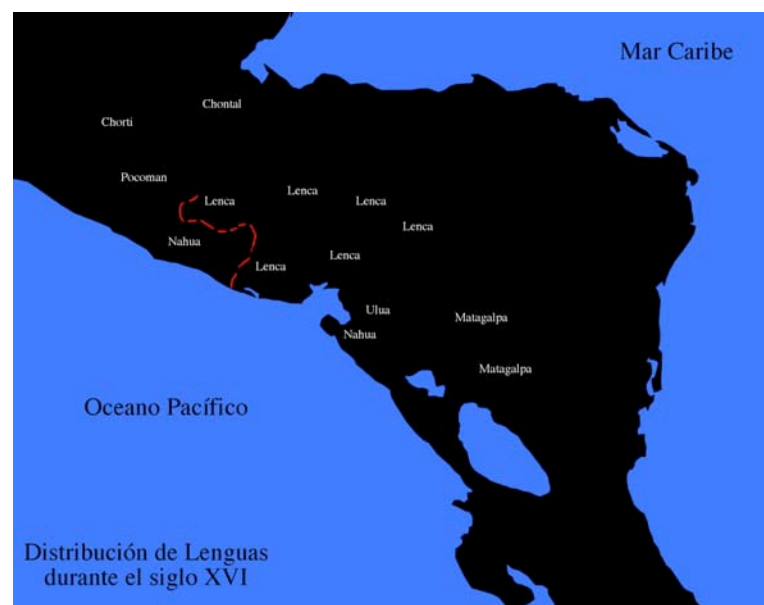 Mar Caribe
Chontal
Chorti
Pocoman
Lenca
Lenca
Lenca
Lenca
Nahua
Lenca
Lenca
Ulua
Matagalpa
Nahua
Matagalpa
Oceano Pacífico
Distribución de Lenguas
durante el siglo XVI